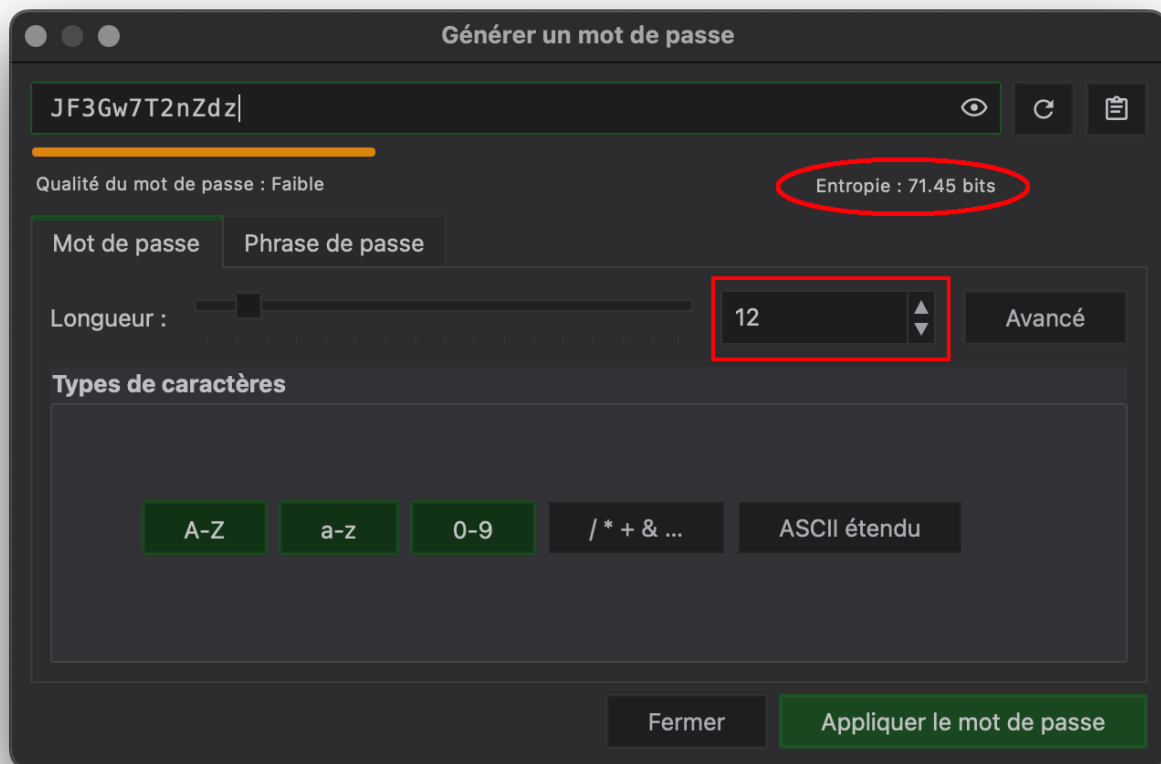 Générer un mot de passe
JF3Gw7T2nZdz
Qualité du mot de passe : Faible
Entropie : 71.45 bits
Mot de passe
Phrase de passe
Longueur :
12
Avancé
Types de caractères
A-Z
a-z
0-9
/ * + & ...
ASCII étendu
Fermer
Appliquer le mot de passe